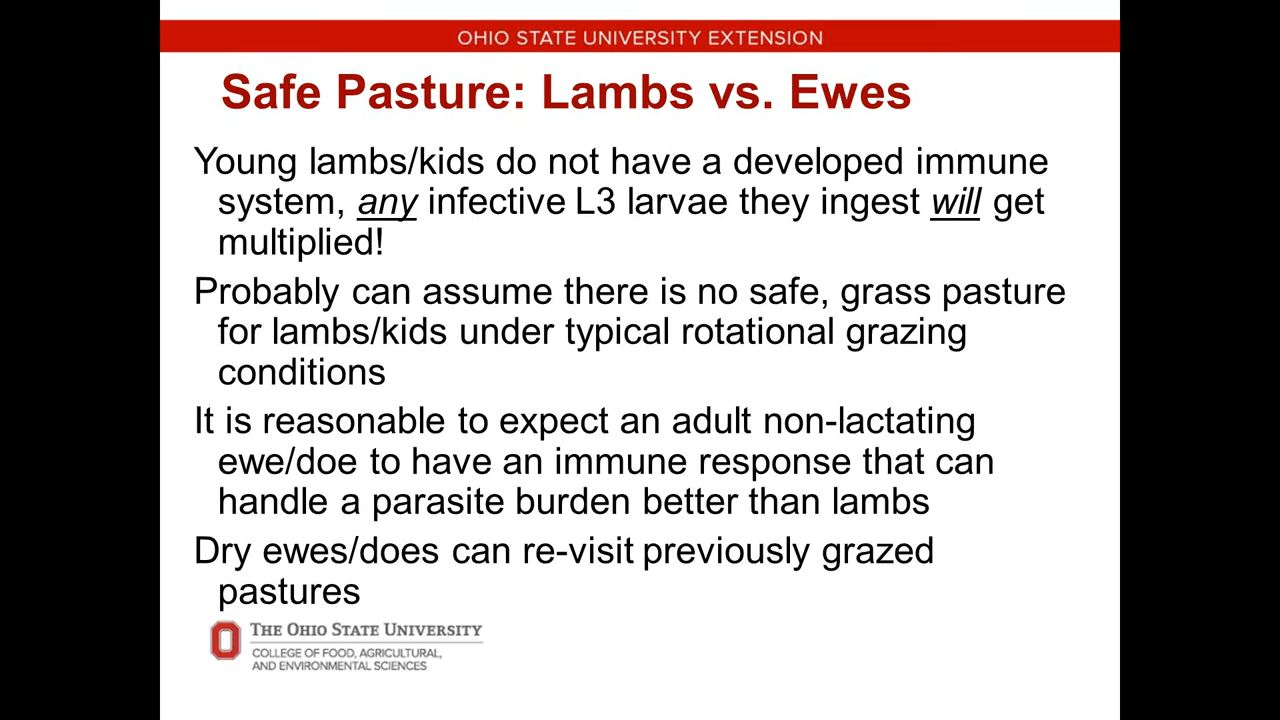 OHIO STATE UNIVERSITY EXTENSION
Safe Pasture: Lambs vs. Ewes
Young lambs/kids do not have a developed immune
system, any infective L3 larvae they ingest will get
multiplied!
Probably can assume there is no safe, grass pasture
for lambs/kids under typical rotational grazing
conditions
It is reasonable to expect an adult non-lactating
ewe/doe to have an immune response that can
handle a parasite burden better than lambs
Dry ewes/does can re-visit previously grazed
pastures
THE OHIO STATE UNIVERSITY
COLLEGE OF FOOD, AGRICULTURAL,
AND ENVIRONMENTAL SCIENCES